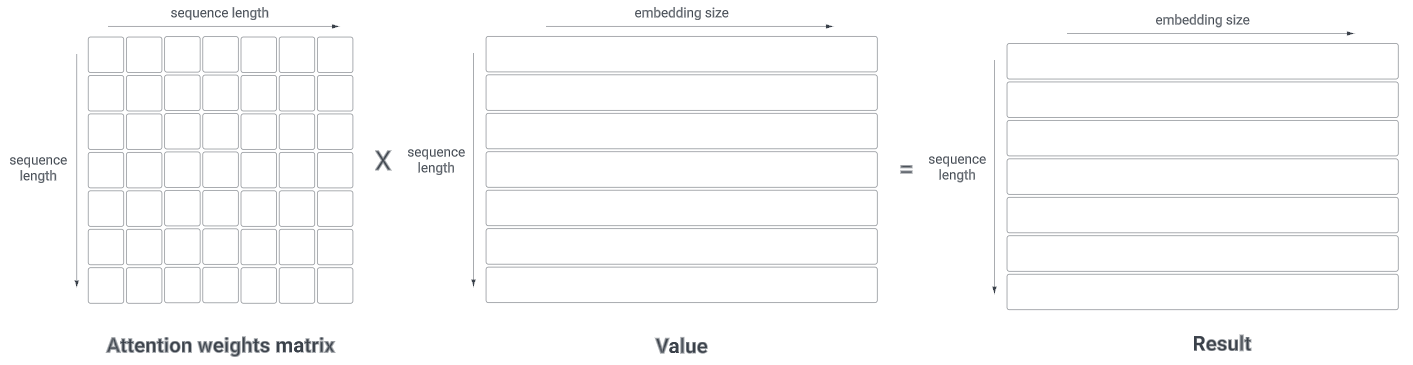 sequence length
sequence
length
Attention weights matrix
X
embedding size
sequence
length
Value
=
embedding size
sequence
length
Result